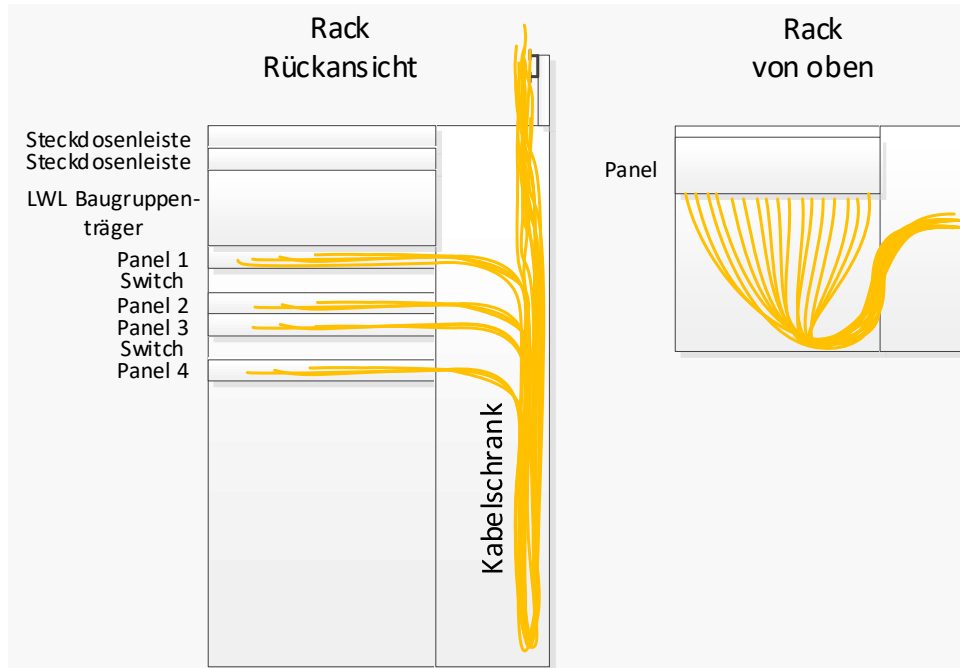 Rack
Rückansicht
Steckdosenleiste
Steckdosenleiste
LWL Baugruppen-
träger
Panel 1
Switch
Panel 2
Panel 3
Switch
Panel 4
Kabelschrank
Rack
von oben
Panel